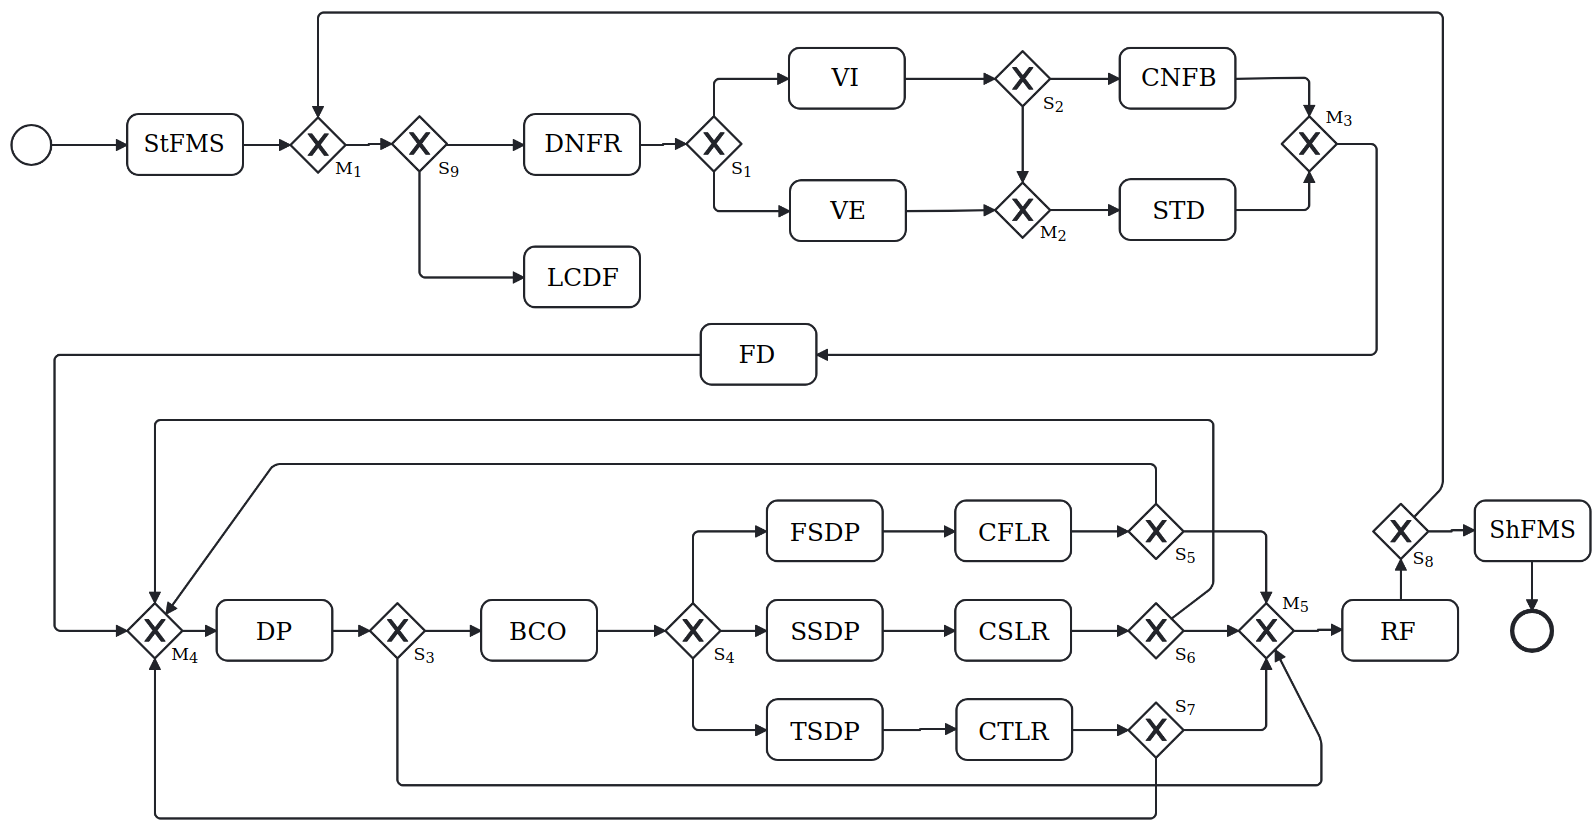 VI
CNFB
S2
M3
StFMS
DNFR
M1
S9
S1
VE
STD
M2
LCDF
FD
FSDP
CFLR
ShFMS
S5
S8
M5
DP
BCO
SSDP
CSLR
RF
M4
S3
S4
S6
S7
TSDP
CTLR